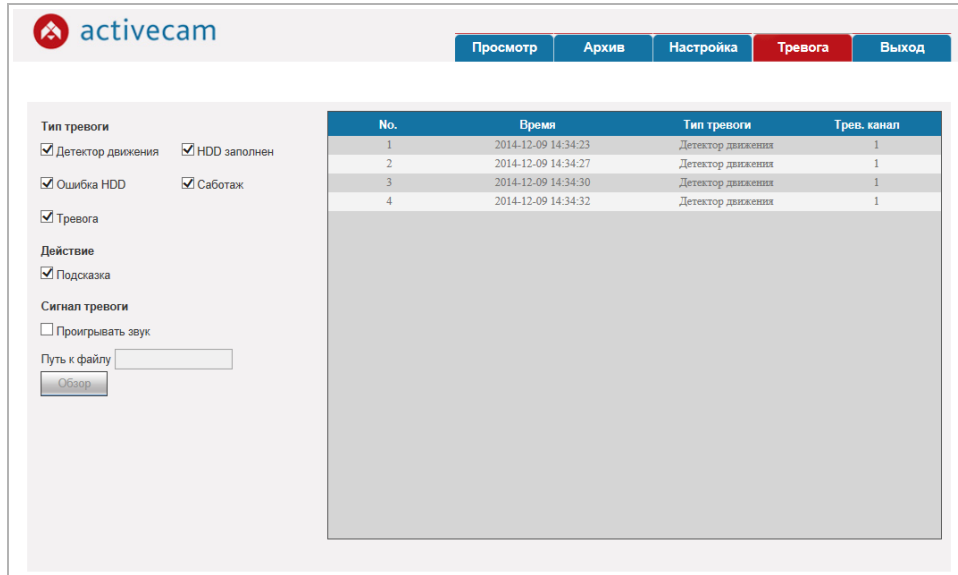 activecam
Просмотр Архив Настройка Тревога Выход
Тип тревоги
Детектор движения HDD заполнен
Ошибка HDD Саботаж
Тревога
Действие
Подсказка
Сигнал тревоги
Проигрывать звук
Путь к файлу
Обзор
No. Время Тип тревоги Трев. канал
1 2014-12-09 14:34:23 Детектор движения 1
2 2014-12-09 14:34:27 Детектор движения 1
3 2014-12-09 14:34:30 Детектор движения 1
4 2014-12-09 14:34:32 Детектор движения 1